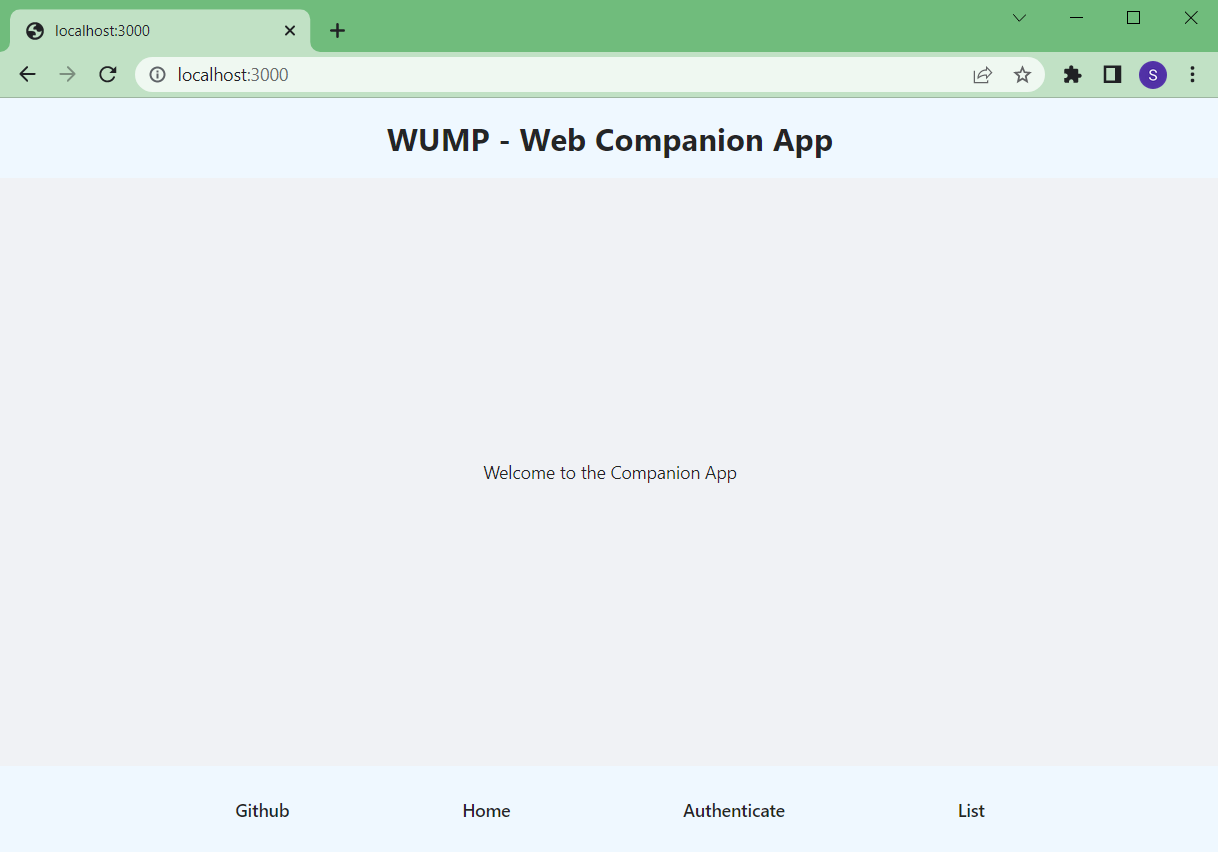 localhost:3000
localhost:3000
S
WUMP - Web Companion App
Welcome to the Companion App
Github Home Authenticate List